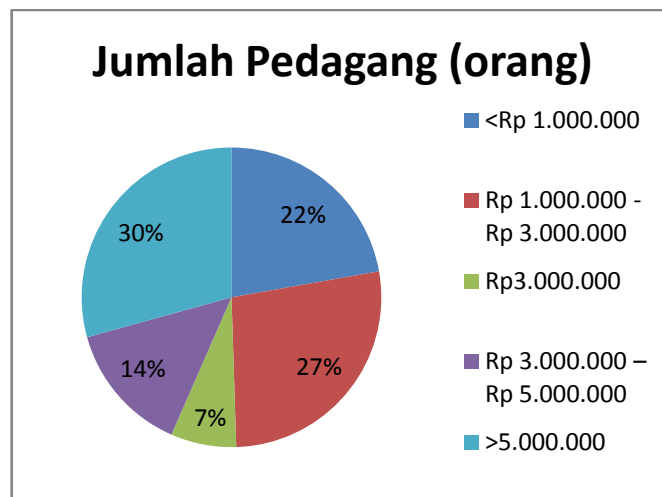 Jumlah Pedagang (orang)
<Rp 1.000.000
Rp 1.000.000 -
Rp 3.000.000
Rp3.000.000
Rp 3.000.000 –
Rp 5.000.000
>5.000.000
22%
27%
7%
14%
30%